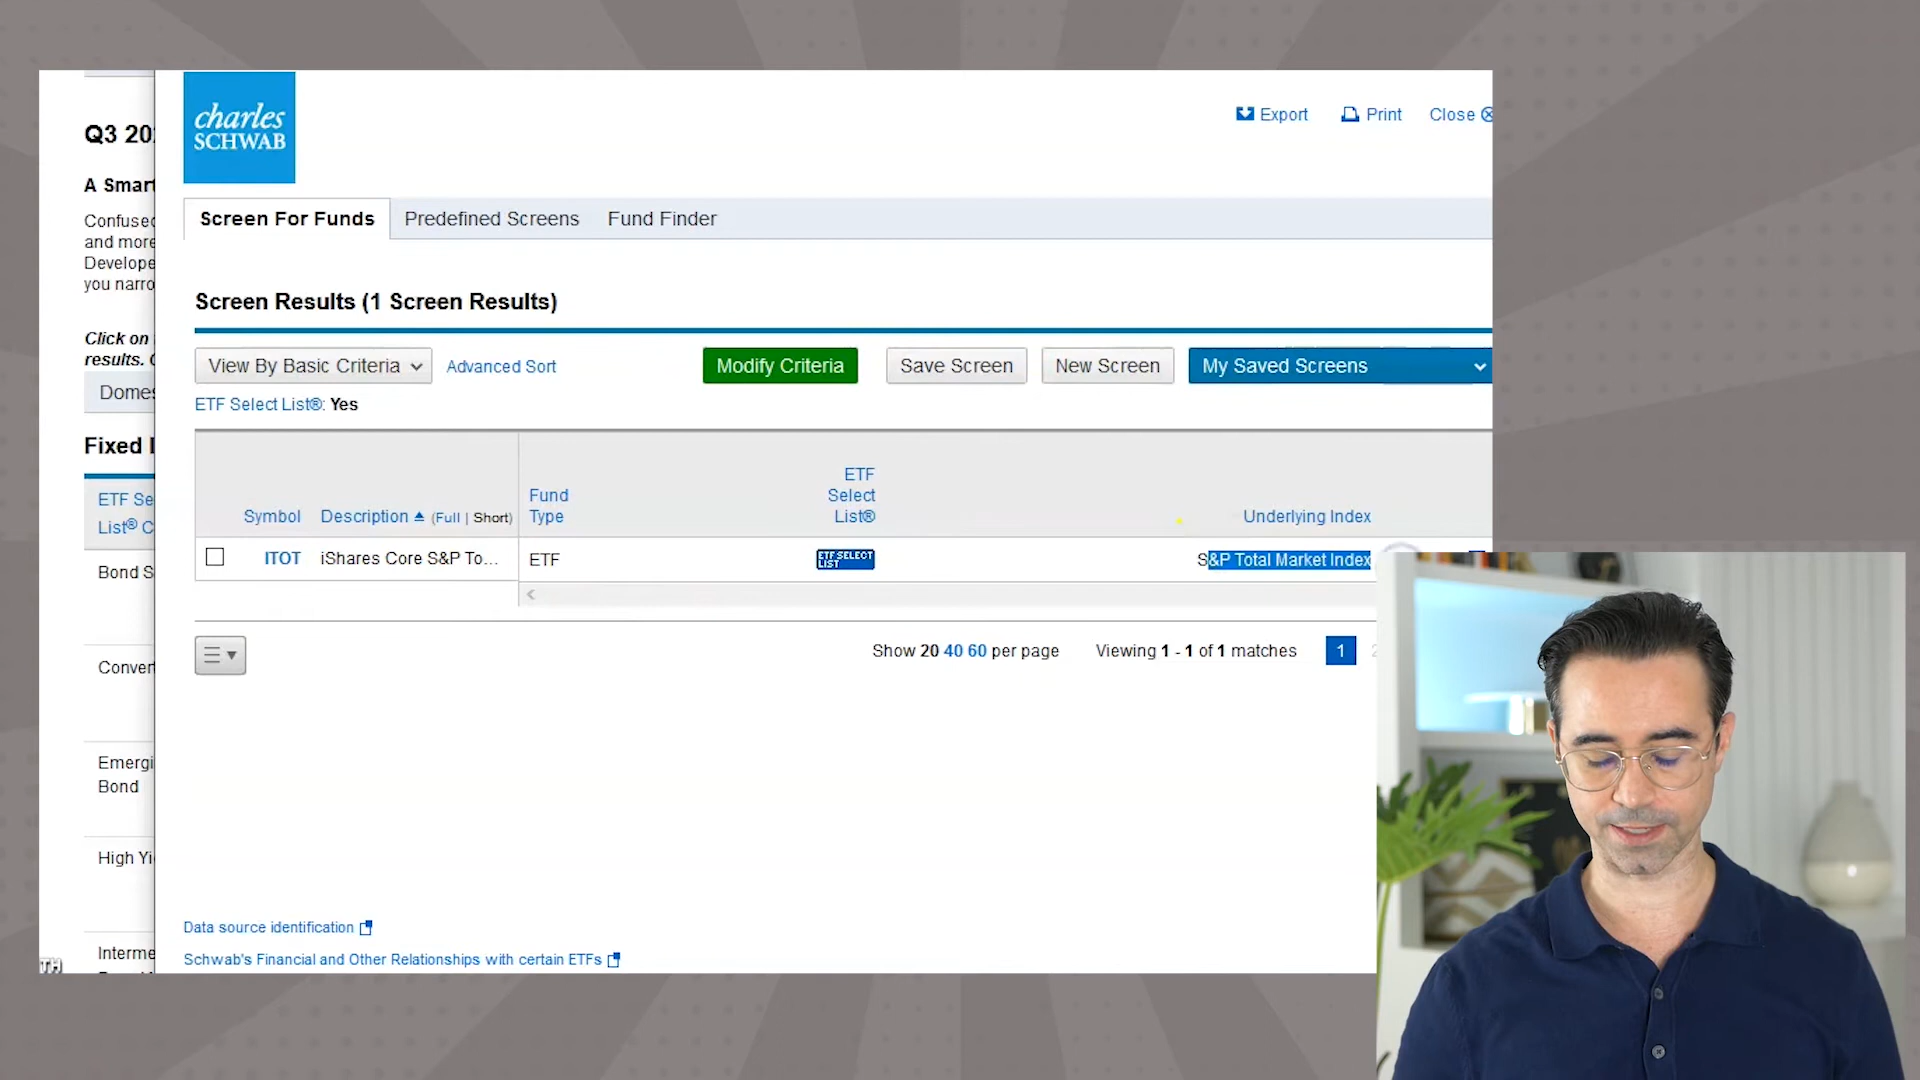 charles
SCHWAB
Export
Print
Close
Q3 20
A Smart
Confused
and more
Develope
you narro
Click on
results.
Domes
Fixed I
ETF Se
List® C
Bond S
Convert
Emergi
Bond
High Yi
Interme
Screen For Funds
Predefined Screens
Fund Finder
Screen Results (1 Screen Results)
View By Basic Criteria
Advanced Sort
Modify Criteria
Save Screen
New Screen
My Saved Screens
ETF Select List®: Yes
Symbol
Description (Full | Short)
Fund
Type
ETF
Select
List®
Underlying Index
ITOT
iShares Core S&P To...
ETF
ETF SELECT
LIST
S&P Total Market Index
Show 20 40 60 per page
Viewing 1 - 1 of 1 matches
1
Data source identification
Schwab's Financial and Other Relationships with certain ETFs
TH